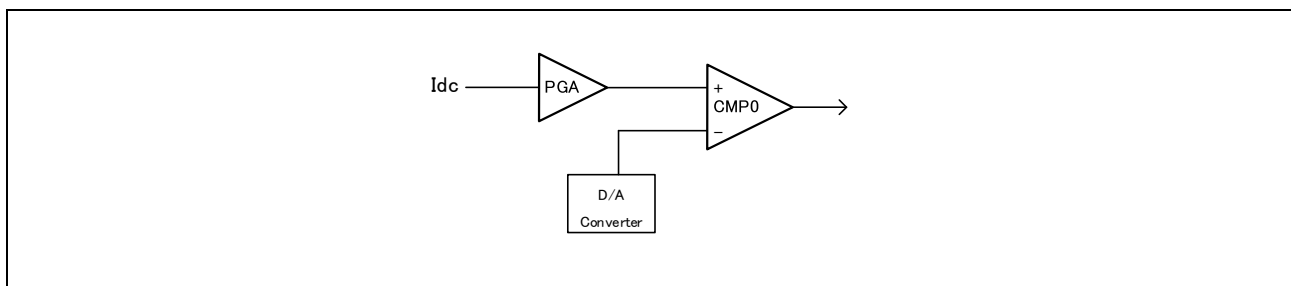 Idc
PGA
+
CMP0
−
D/A
Converter